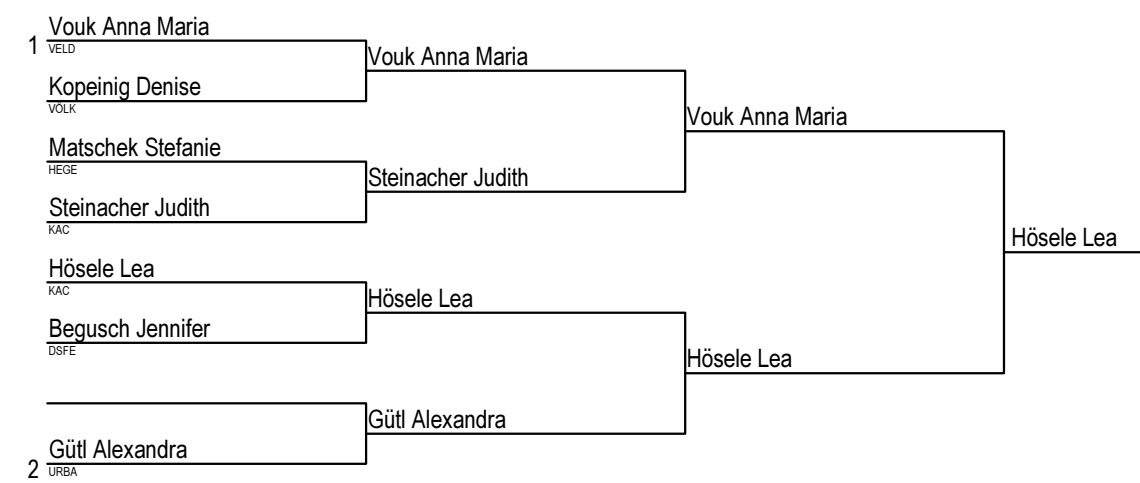 Vouk Anna Maria
1 VELD
Vouk Anna Maria
Kopeinig Denise
VÖLK
Vouk Anna Maria
Matschek Stefanie
HEGE
Steinacher Judith
Steinacher Judith
KAC
Hösele Lea
Hösele Lea
KAC
Hösele Lea
Begusch Jennifer
DSFE
Hösele Lea
Gütl Alexandra
Gütl Alexandra
2 URBA